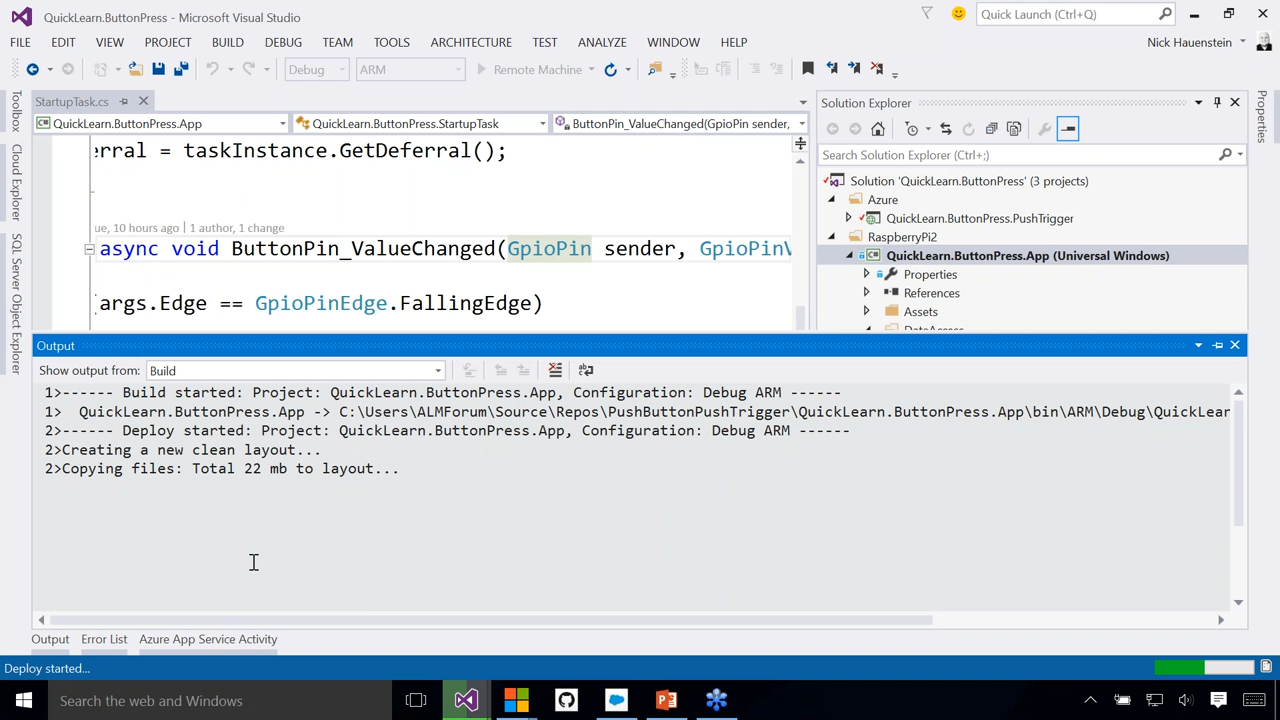 QuickLearn.ButtonPress - Microsoft Visual Studio
Quick Launch (Ctrl+Q)
FILE EDIT VIEW PROJECT BUILD DEBUG TEAM TOOLS ARCHITECTURE TEST ANALYZE WINDOW HELP
Nick Hauenstein
Debug ARM Remote Machine
StartupTask.cs
QuickLearn.ButtonPress.App QuickLearn.ButtonPress.StartupTask ButtonPin_ValueChanged(GpioPin sender,
erral = taskInstance.GetDeferral();
ue, 10 hours ago | 1 author, 1 change
async void ButtonPin_ValueChanged(GpioPin sender, GpioPinV
args.Edge == GpioPinEdge.FallingEdge)
Toolbox
Cloud Explorer
SQL Server Object Explorer
Solution Explorer
Search Solution Explorer (Ctrl+;)
Solution 'QuickLearn.ButtonPress' (3 projects)
Azure
QuickLearn.ButtonPress.PushTrigger
RaspberryPi2
QuickLearn.ButtonPress.App (Universal Windows)
Properties
References
Assets
DataAccess
Properties
Output
Show output from: Build
1>------ Build started: Project: QuickLearn.ButtonPress.App, Configuration: Debug ARM ------
1>  QuickLearn.ButtonPress.App -> C:\Users\ALMForum\Source\Repos\PushButtonPushTrigger\QuickLearn.ButtonPress.App\bin\ARM\Debug\QuickLear
2>------ Deploy started: Project: QuickLearn.ButtonPress.App, Configuration: Debug ARM ------
2>Creating a new clean layout...
2>Copying files: Total 22 mb to layout...
Output Error List Azure App Service Activity
Deploy started...
Search the web and Windows